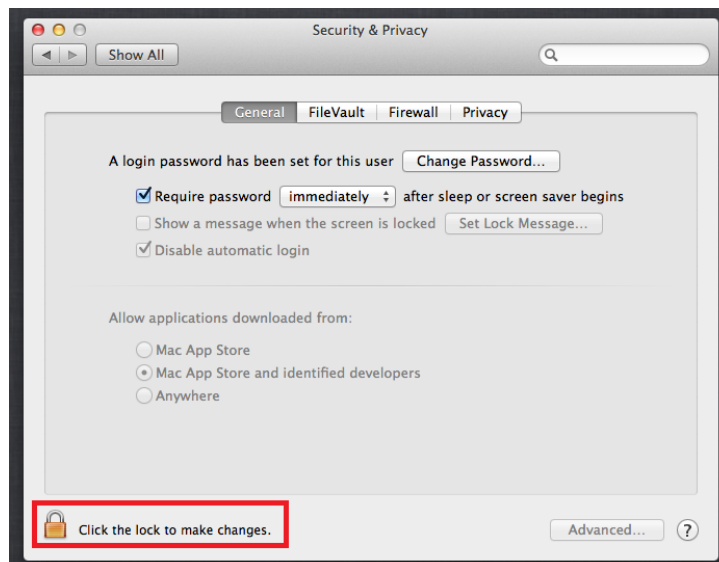 Security & Privacy
Show All
General FileVault Firewall Privacy
A login password has been set for this user Change Password...
Require password immediately after sleep or screen saver begins
Show a message when the screen is locked Set Lock Message...
Disable automatic login
Allow applications downloaded from:
Mac App Store
Mac App Store and identified developers
Anywhere
Click the lock to make changes. Advanced... ?